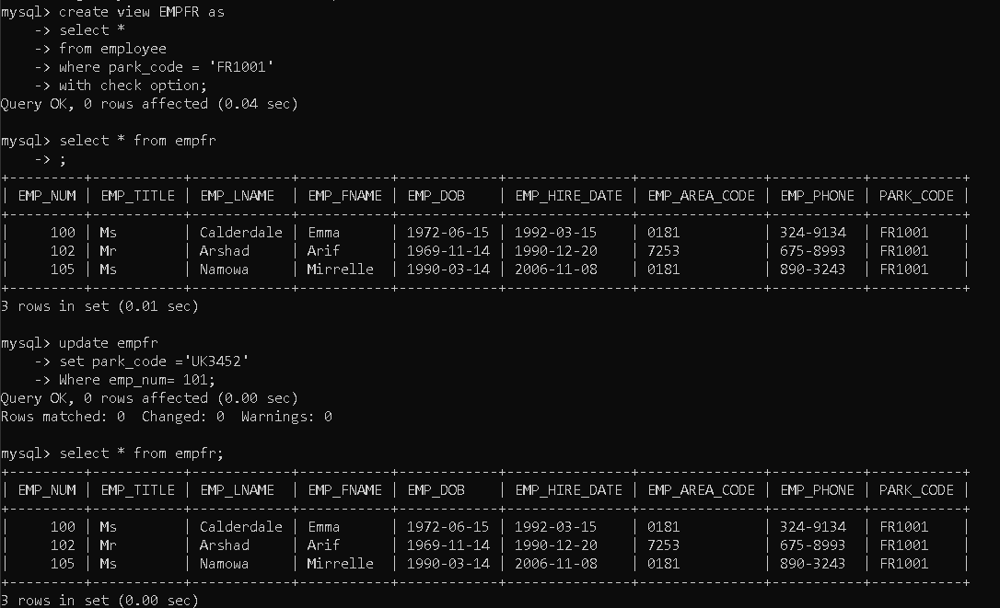 mysql> create view EMPFR as
    -> select *
    -> from employee
    -> where park_code = 'FR1001'
    -> with check option;
Query OK, 0 rows affected (0.04 sec)

mysql> select * from empfr
    -> ;
+---------+-----------+------------+-----------+------------+---------------+---------------+-----------+-----------+
| EMP_NUM | EMP_TITLE | EMP_LNAME  | EMP_FNAME | EMP_DOB    | EMP_HIRE_DATE | EMP_AREA_CODE | EMP_PHONE | PARK_CODE |
+---------+-----------+------------+-----------+------------+---------------+---------------+-----------+-----------+
|     100 | Ms        | Calderdale | Emma      | 1972-06-15 | 1992-03-15    | 0181          | 324-9134  | FR1001    |
|     102 | Mr        | Arshad     | Arif      | 1969-11-14 | 1990-12-20    | 7253          | 675-8993  | FR1001    |
|     105 | Ms        | Namowa     | Mirrelle  | 1990-03-14 | 2006-11-08    | 0181          | 890-3243  | FR1001    |
+---------+-----------+------------+-----------+------------+---------------+---------------+-----------+-----------+
3 rows in set (0.01 sec)

mysql> update empfr
    -> set park_code ='UK3452'
    -> Where emp_num= 101;
Query OK, 0 rows affected (0.00 sec)
Rows matched: 0  Changed: 0  Warnings: 0

mysql> select * from empfr;
+---------+-----------+------------+-----------+------------+---------------+---------------+-----------+-----------+
| EMP_NUM | EMP_TITLE | EMP_LNAME  | EMP_FNAME | EMP_DOB    | EMP_HIRE_DATE | EMP_AREA_CODE | EMP_PHONE | PARK_CODE |
+---------+-----------+------------+-----------+------------+---------------+---------------+-----------+-----------+
|     100 | Ms        | Calderdale | Emma      | 1972-06-15 | 1992-03-15    | 0181          | 324-9134  | FR1001    |
|     102 | Mr        | Arshad     | Arif      | 1969-11-14 | 1990-12-20    | 7253          | 675-8993  | FR1001    |
|     105 | Ms        | Namowa     | Mirrelle  | 1990-03-14 | 2006-11-08    | 0181          | 890-3243  | FR1001    |
+---------+-----------+------------+-----------+------------+---------------+---------------+-----------+-----------+
3 rows in set (0.00 sec)